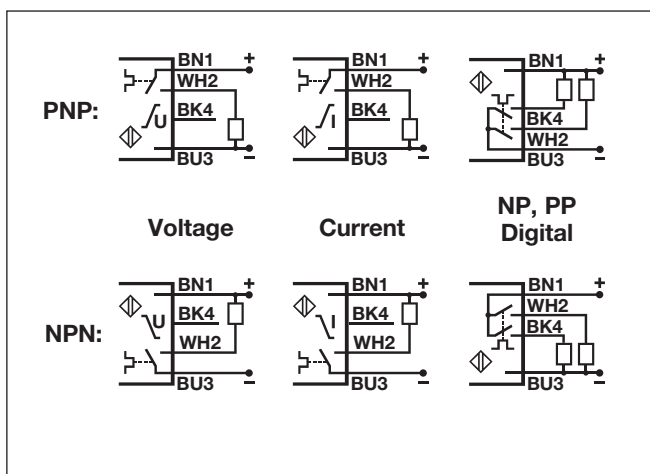 PNP:
BN1 +
WH2
BK4
U
BU3 −
BN1 +
WH2
BK4
I
BU3 −
BN1 +
BK4
WH2
BU3 −
Voltage
Current
NP, PP
Digital
NPN:
BN1 +
U
BK4
WH2
BU3 −
BN1 +
I
BK4
WH2
BU3 −
BN1 +
WH2
BK4
BU3 −